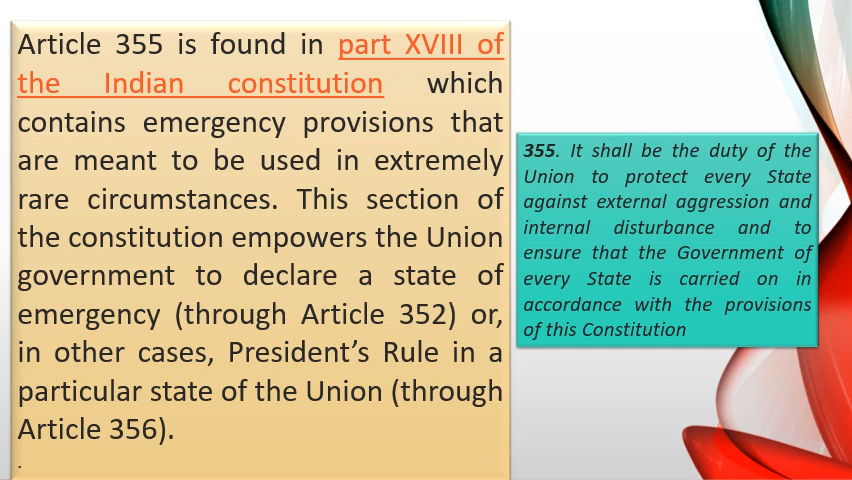 Article 355 is found in part XVIII of
the Indian constitution which
contains emergency provisions that
are meant to be used in extremely
rare circumstances. This section of
the constitution empowers the Union
government to declare a state of
emergency (through Article 352) or,
in other cases, President’s Rule in a
particular state of the Union (through
Article 356).
.
355. It shall be the duty of the
Union to protect every State
against external aggression and
internal disturbance and to
ensure that the Government of
every State is carried on in
accordance with the provisions
of this Constitution